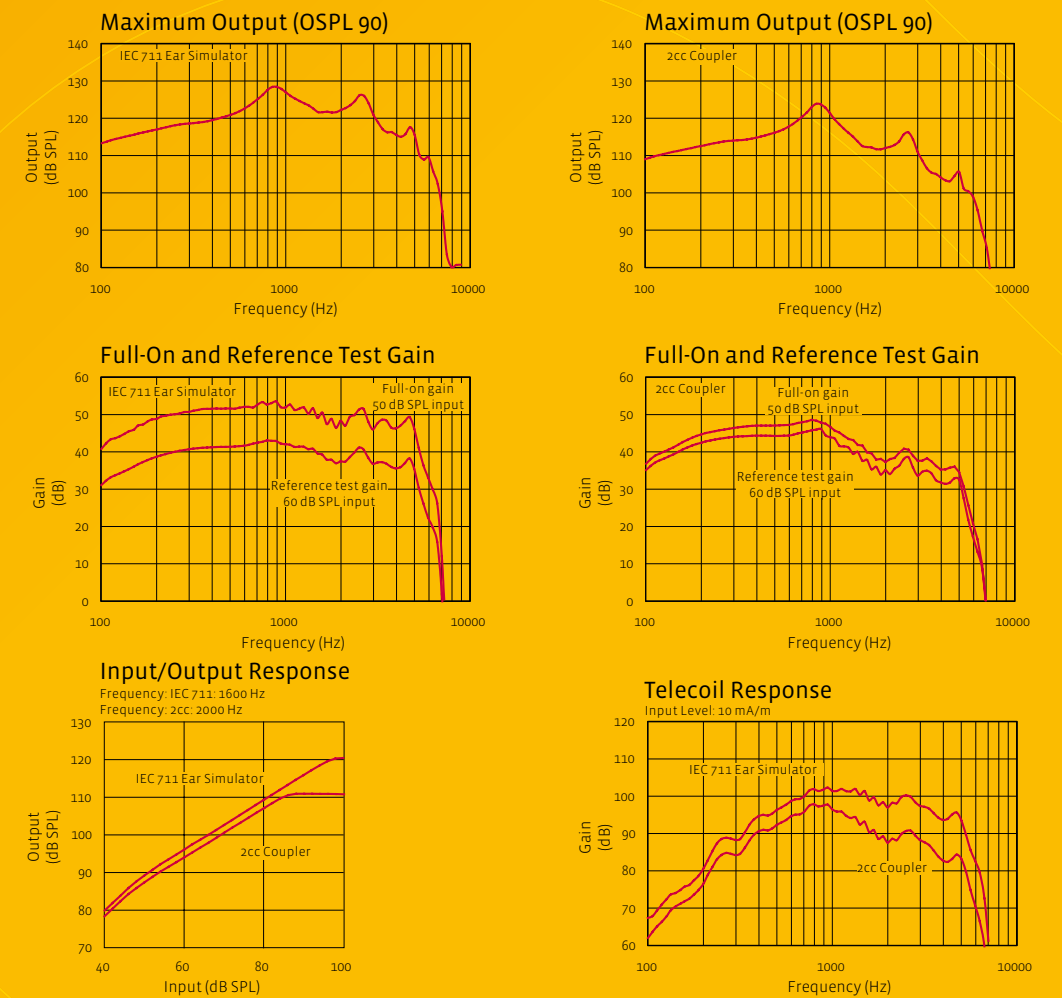 Maximum Output (OSPL 90)
IEC 711 Ear Simulator
140
130
120
110
100
90
80
Output
(dB SPL)
100
1000
10000
Frequency (Hz)
Maximum Output (OSPL 90)
2cc Coupler
140
130
120
110
100
90
80
Output
(dB SPL)
100
1000
10000
Frequency (Hz)
Full-On and Reference Test Gain
IEC 711 Ear Simulator
Full-on gain
50 dB SPL input
Reference test gain
60 dB SPL input
60
50
40
30
20
10
0
Gain
(dB)
100
1000
10000
Frequency (Hz)
Full-On and Reference Test Gain
2cc Coupler
Full-on gain
50 dB SPL input
Reference test gain
60 dB SPL input
60
50
40
30
20
10
0
Gain
(dB)
100
1000
10000
Frequency (Hz)
Input/Output Response
Frequency: IEC 711: 1600 Hz
Frequency: 2cc: 2000 Hz
130
120
110
100
90
80
70
IEC 711 Ear Simulator
2cc Coupler
Output
(dB SPL)
40
60
80
100
Input (dB SPL)
Telecoil Response
Input Level: 10 mA/m
120
110
100
90
80
70
60
IEC 711 Ear Simulator
2cc Coupler
Gain
(dB)
100
1000
10000
Frequency (Hz)